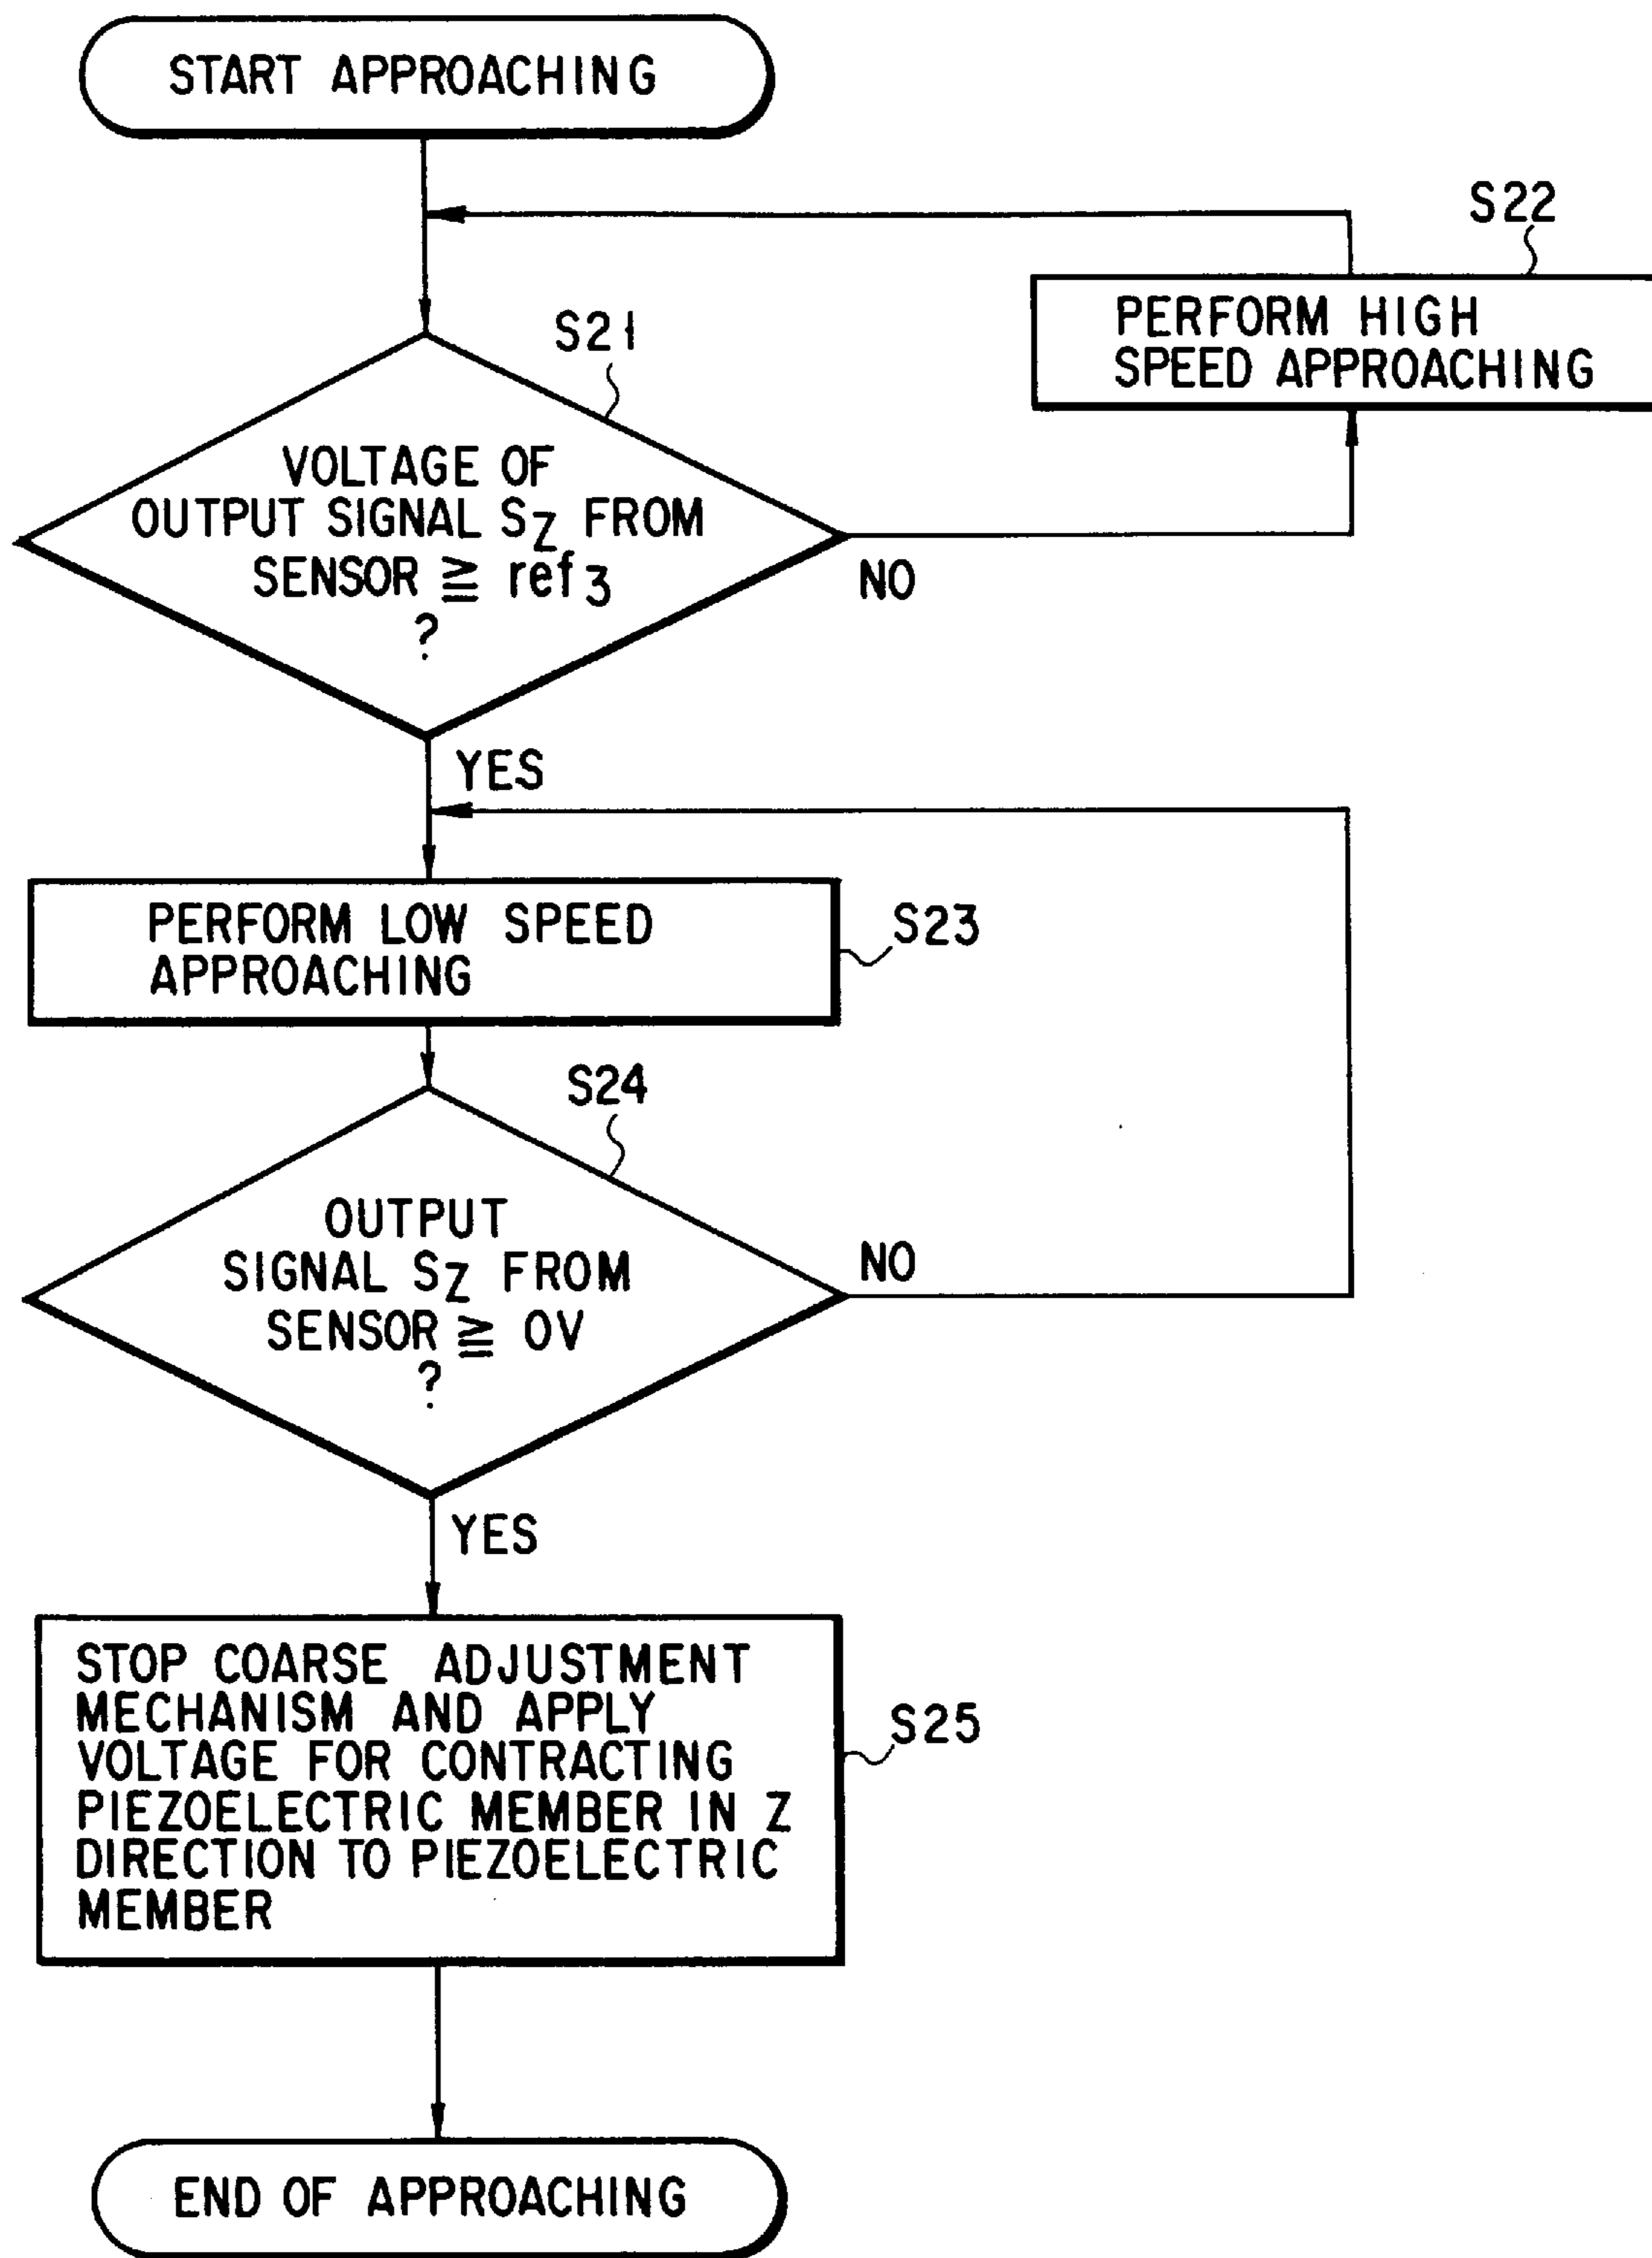 START APPROACHING
S22
PERFORM HIGH
SPEED APPROACHING
S21
VOLTAGE OF
OUTPUT SIGNAL SZ FROM
SENSOR ≧ ref3
?
NO
YES
PERFORM LOW SPEED
APPROACHING
S23
S24
OUTPUT
SIGNAL SZ FROM
SENSOR ≧ 0V
?
NO
YES
STOP COARSE ADJUSTMENT
MECHANISM AND APPLY
VOLTAGE FOR CONTRACTING
PIEZOELECTRIC MEMBER IN Z
DIRECTION TO PIEZOELECTRIC
MEMBER
S25
END OF APPROACHING